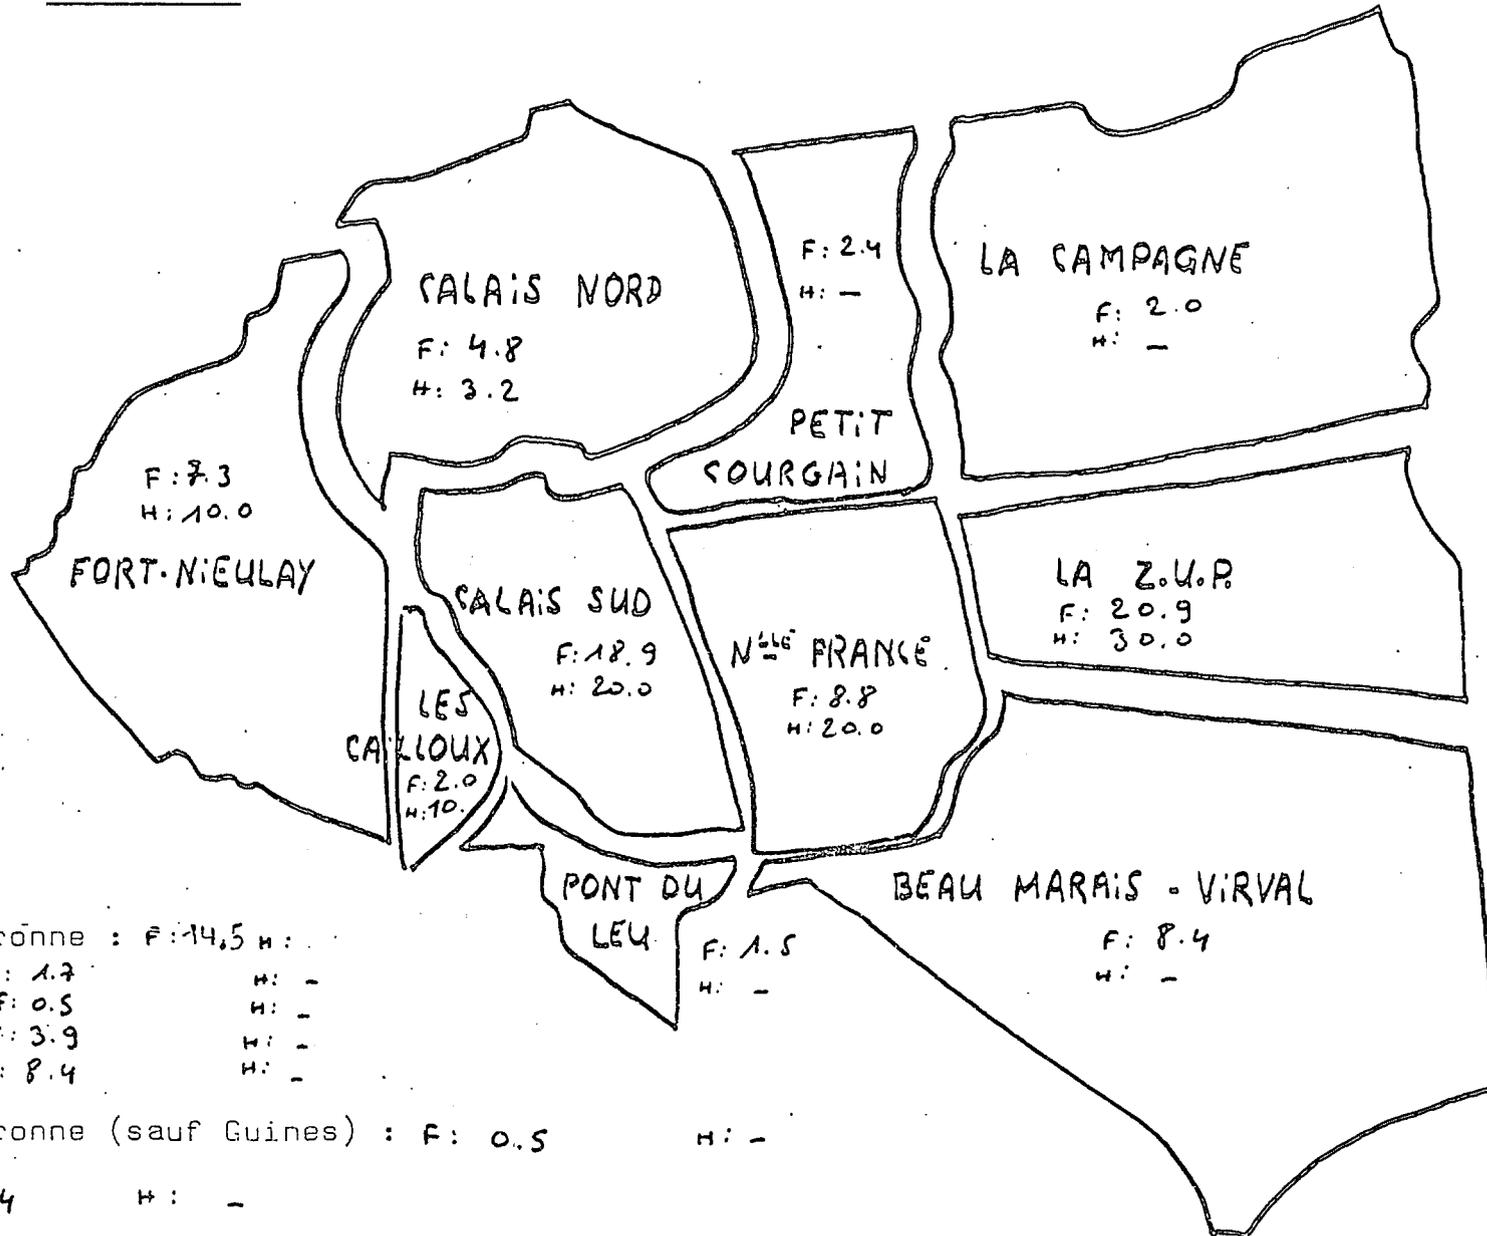 CALAIS NORD
F: 4.8
H: 3.2
F: 2.4
H: –
PETIT
COURGAIN
LA CAMPAGNE
F: 2.0
H: –
F: 7.3
H: 10.0
FORT-NIEULAY
CALAIS SUD
F: 18.9
H: 20.0
Nlle FRANCE
F: 8.8
H: 20.0
LA Z.U.P.
F: 20.9
H: 30.0
LES
CAILLOUX
F: 2.0
H: 10.
PONT DU
LEU
F: 1.5
H: –
BEAU MARAIS - VIRVAL
F: 8.4
H: –
ronne : F: 14,5 H:
: 1.7 H: –
F: 0.5 H: –
: 3.9 H: –
: 8.4 H: –
ronne (sauf Guines) : F: 0.5 H: –
4 H: –